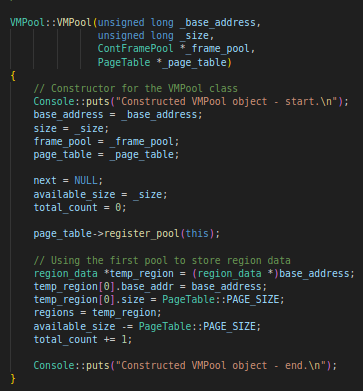 VMPool::VMPool(unsigned long _base_address,
unsigned long _size,
ContFramePool *_frame_pool,
PageTable *_page_table)
{
// Constructor for the VMPool class
Console::puts("Constructed VMPool object - start.\n");
base_address = _base_address;
size = _size;
frame_pool = _frame_pool;
page_table = _page_table;
next = NULL;
available_size = _size;
total_count = 0;
page_table->register_pool(this);
// Using the first pool to store region data
region_data *temp_region = (region_data *)base_address;
temp_region[0].base_addr = base_address;
temp_region[0].size = PageTable::PAGE_SIZE;
regions = temp_region;
available_size -= PageTable::PAGE_SIZE;
total_count += 1;
Console::puts("Constructed VMPool object - end.\n");
}